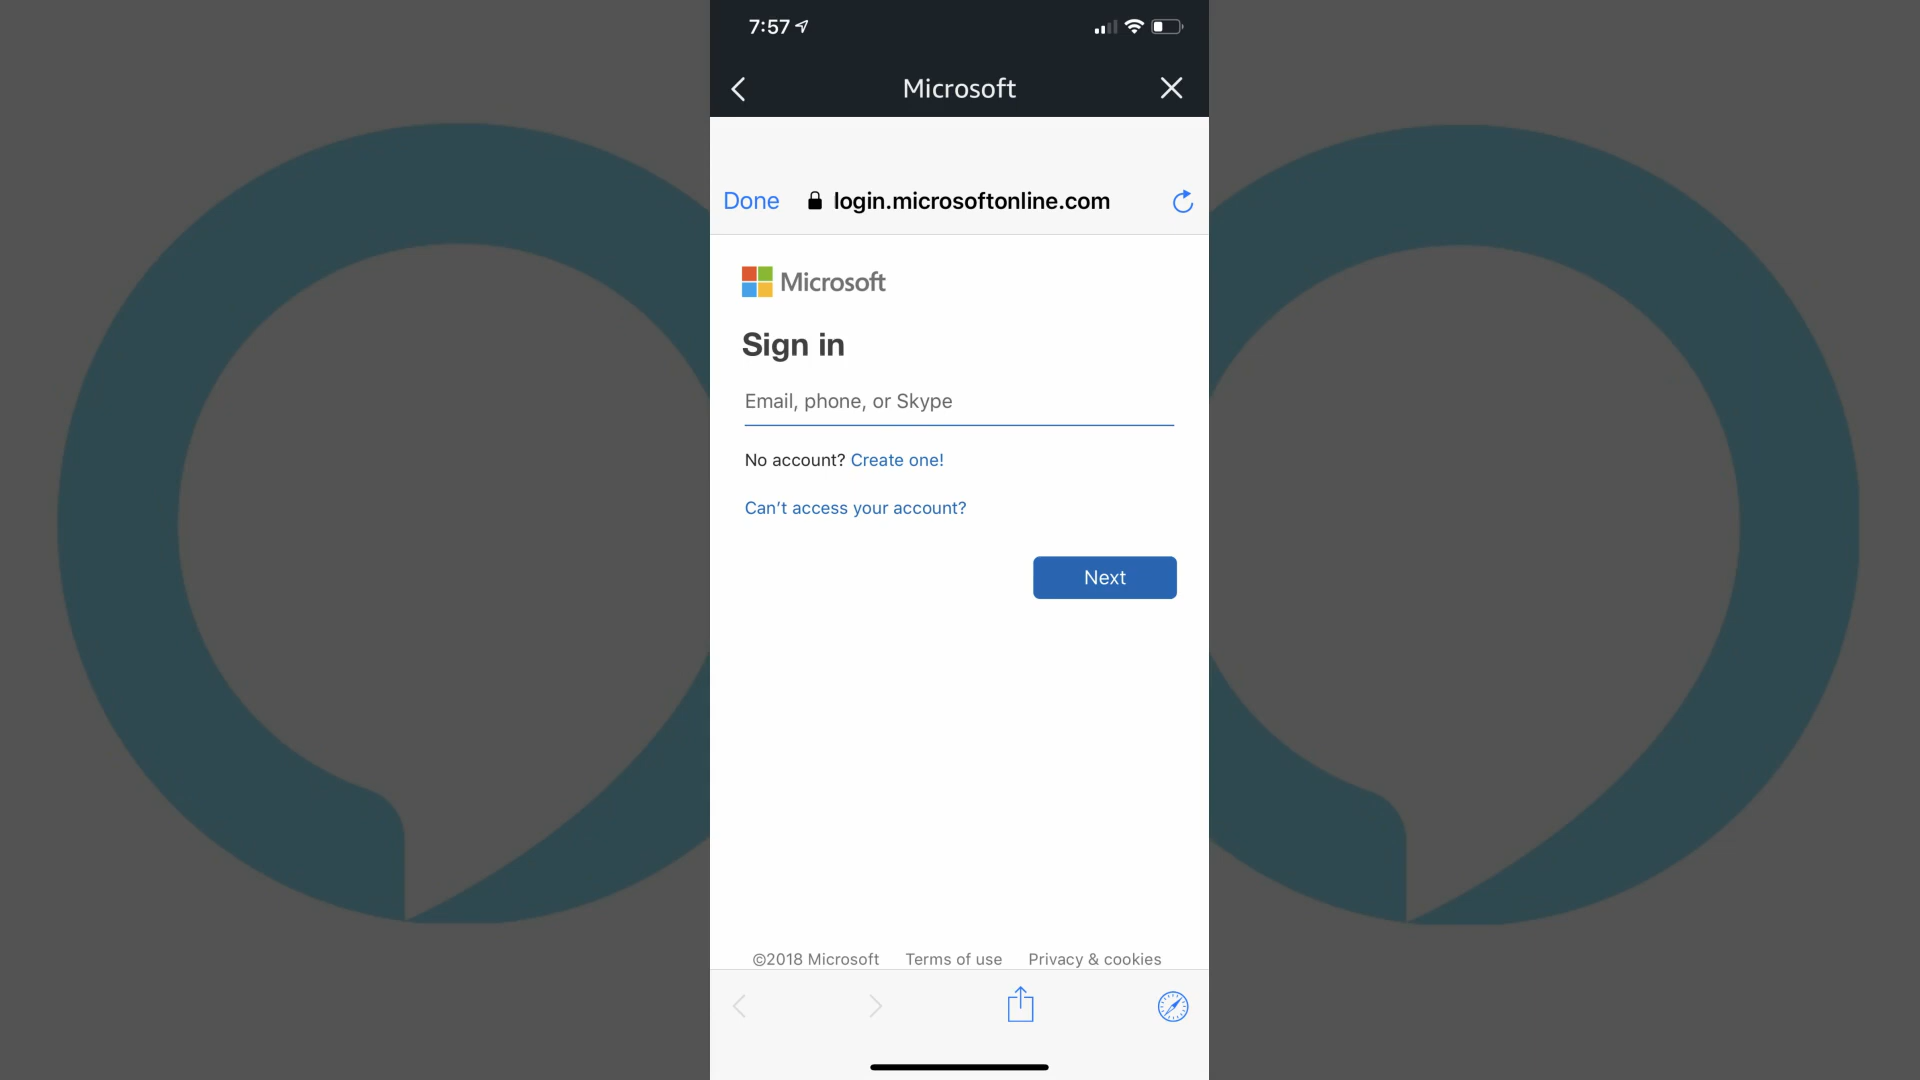 7:57
Microsoft
Done login.microsoftonline.com
Microsoft
Sign in
Email, phone, or Skype
No account? Create one!
Can't access your account?
Next
©2018 Microsoft Terms of use Privacy & cookies